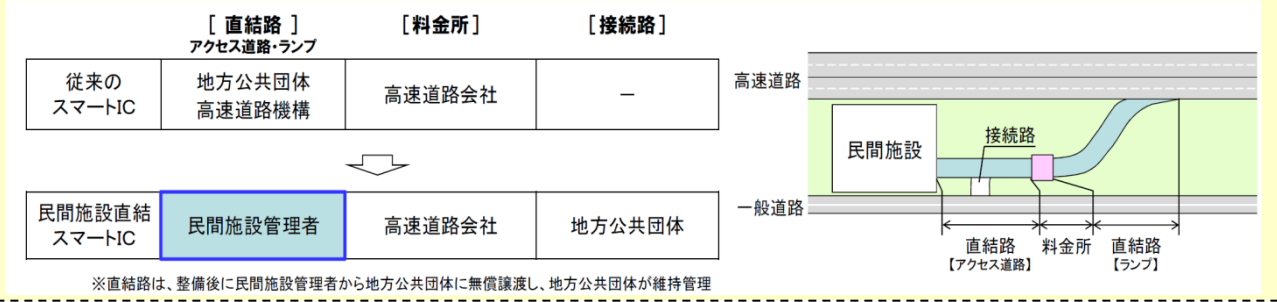 [ 直結路 ]
アクセス道路・ランプ
[料金所]
[接続路]
従来の
スマートIC
地方公共団体
高速道路機構
高速道路会社
－
民間施設直結
スマートIC
民間施設管理者
高速道路会社
地方公共団体
※直結路は、整備後に民間施設管理者から地方公共団体に無償譲渡し、地方公共団体が維持管理
高速道路
民間施設
接続路
一般道路
直結路
【アクセス道路】
料金所
直結路
【ランプ】